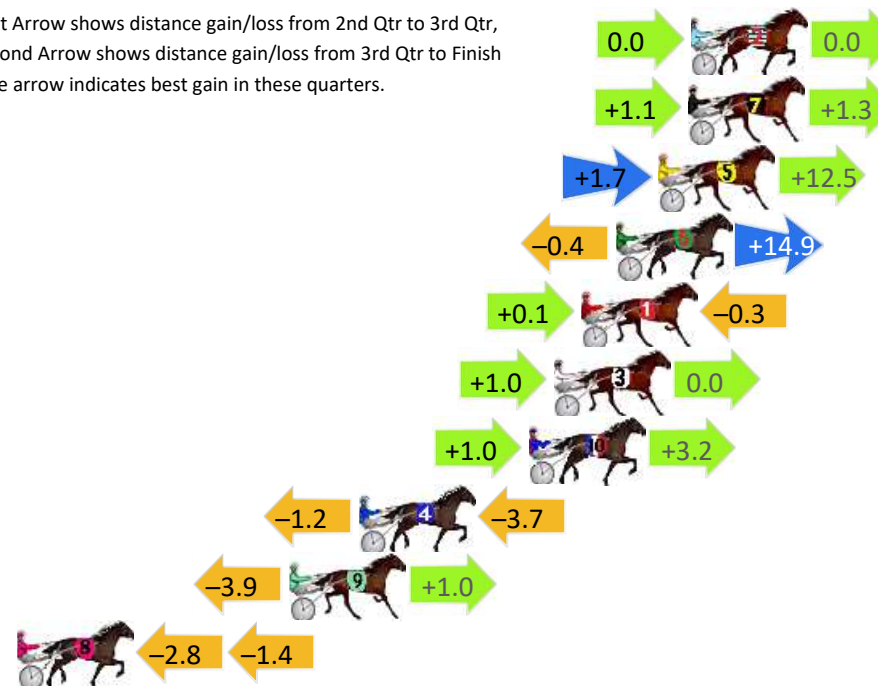 t Arrow shows distance gain/loss from 2nd Qtr to 3rd Qtr,
ond Arrow shows distance gain/loss from 3rd Qtr to Finish
e arrow indicates best gain in these quarters.
0.0 2 0.0
+1.1 7 +1.3
+1.7 5 +12.5
–0.4 6 +14.9
+0.1 1 –0.3
+1.0 3 0.0
+1.0 10 +3.2
–1.2 4 –3.7
–3.9 9 +1.0
8 –2.8 –1.4